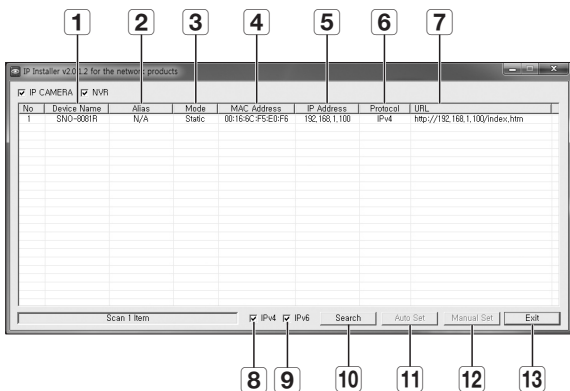 1 2 3 4 5 6 7
IP Installer v2.0.1.2 for the network products
IP CAMERA NVR
No Device Name Alias Mode MAC Address IP Address Protocol URL
1 SNO-8081R N/A Static 00:16:6C:F5:E0:F6 192,168,1,100 IPv4 http://192,168,1,100/index,htm
Scan 1 Item IPv4 IPv6 Search Auto Set Manual Set Exit
8 9 10 11 12 13